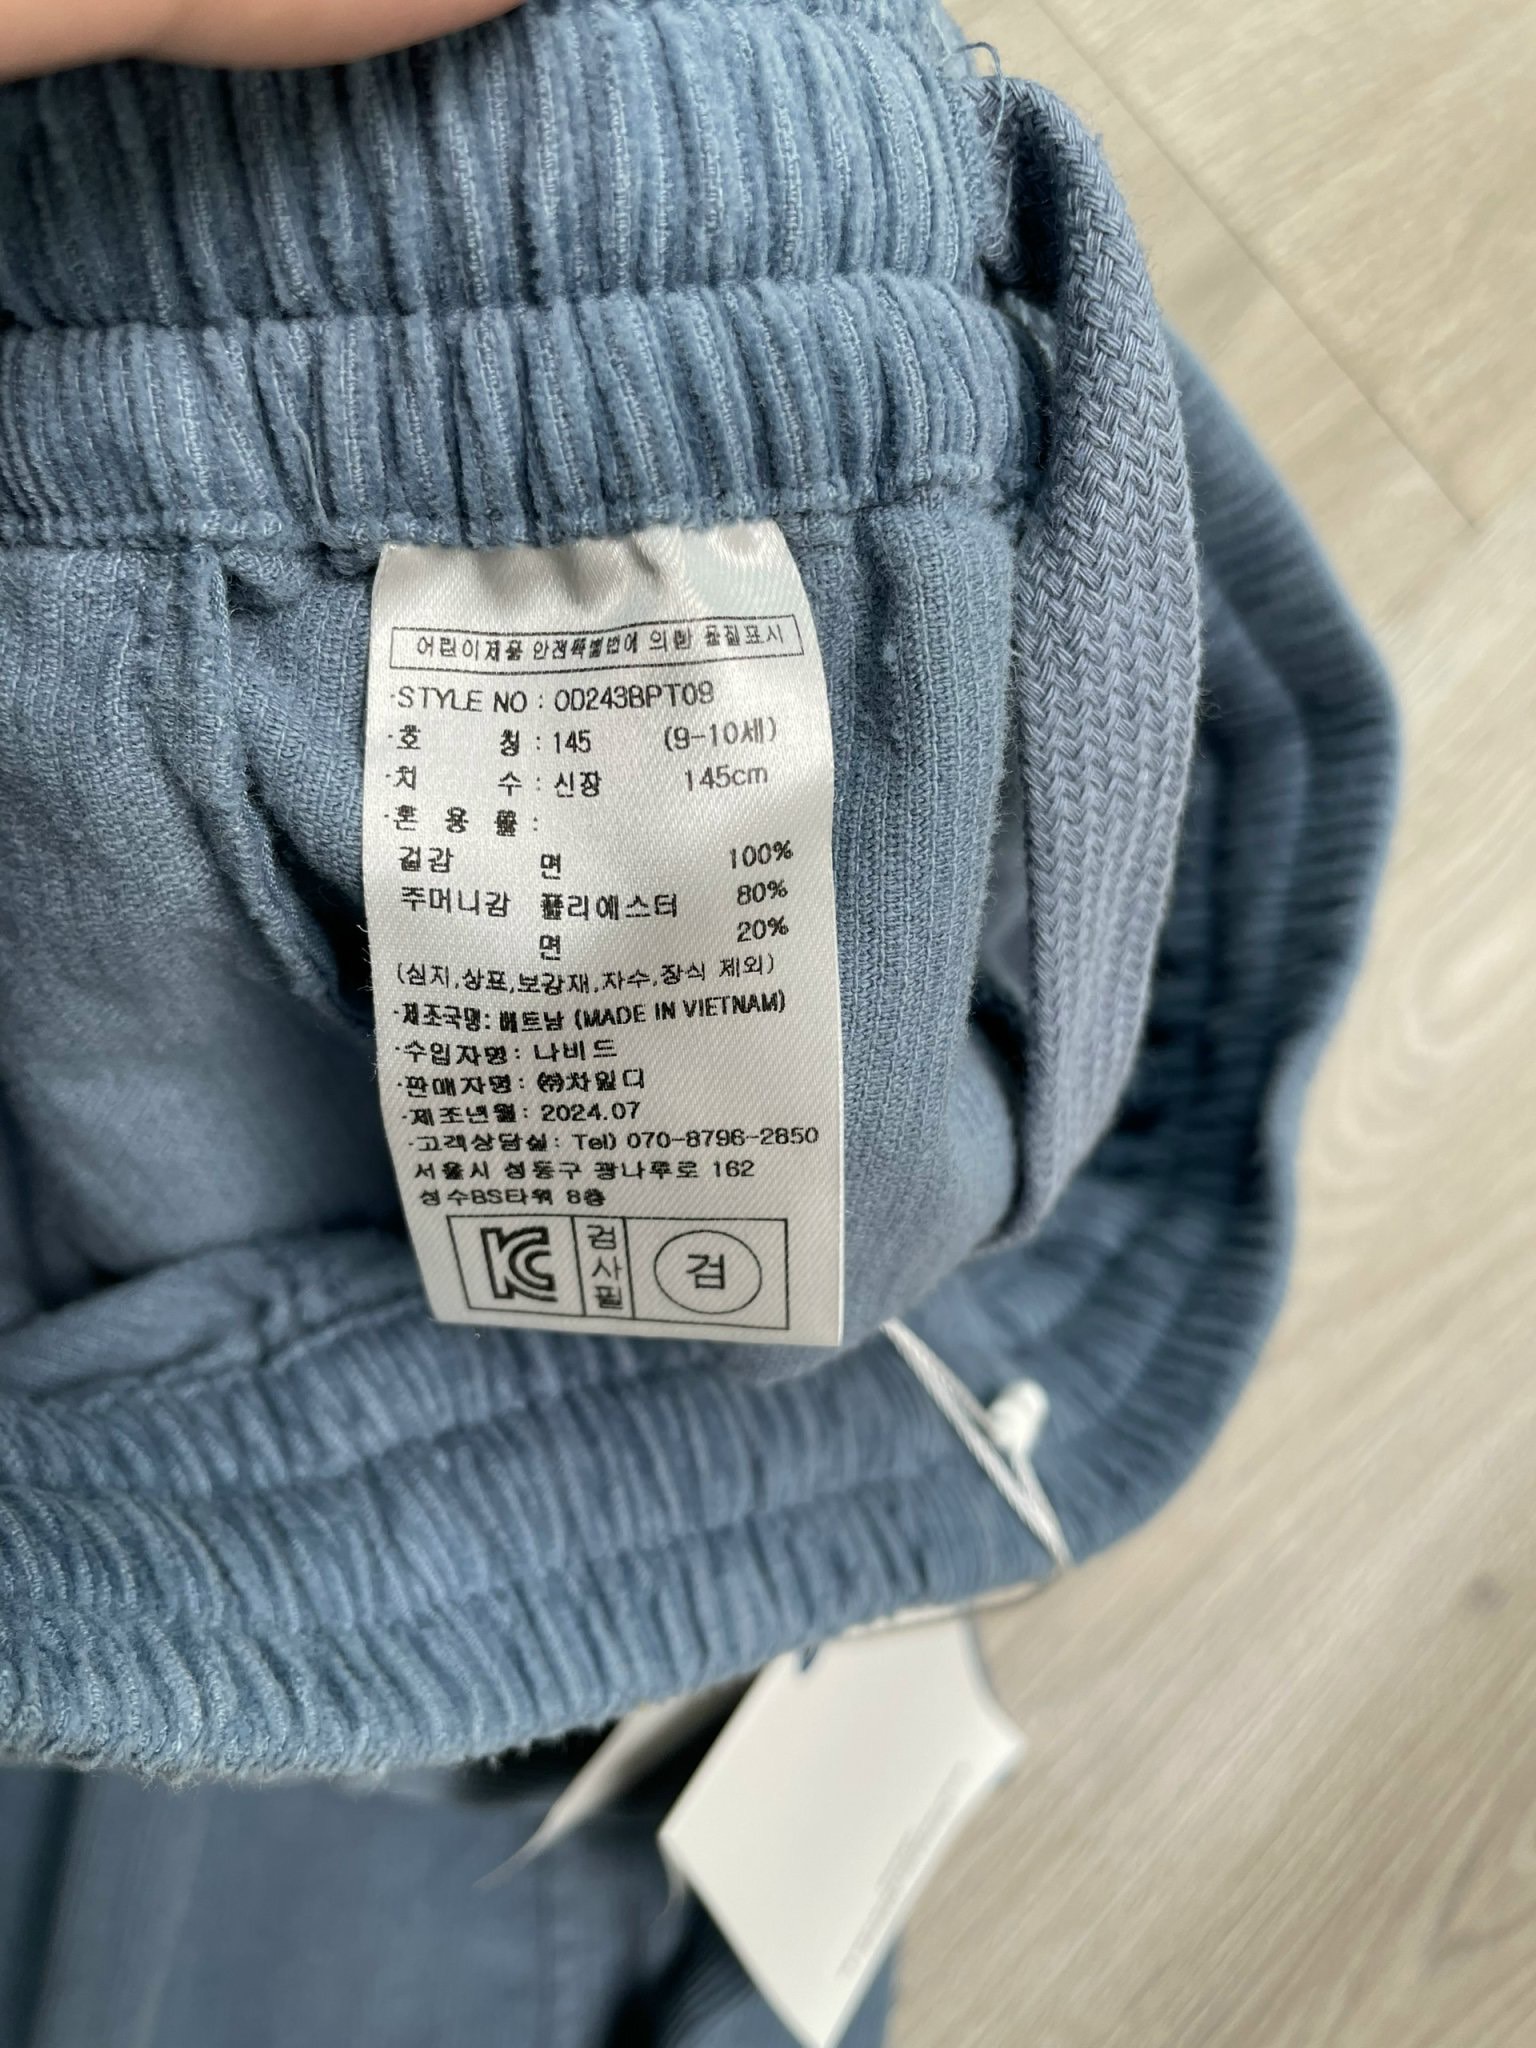 어린이제품 안전특별법에 의한 품질표시
·STYLE NO : OD243BPT09
·호 칭 : 145 (9-10세)
·치 수 : 신장 145cm
·혼 용 률 :
겉감 면 100%
주머니감 폴리에스터 80%
면 20%
(심지,상표,보강재,자수,장식 제외)
·제조국명: 베트남 (MADE IN VIETNAM)
·수입자명: 나비드
·판매자명: ㈜차일디
·제조년월: 2024.07
·고객상담실: Tel) 070-8796-2850
서울시 성동구 광나루로 162
성수BS타워 8층
KC 검사필 검